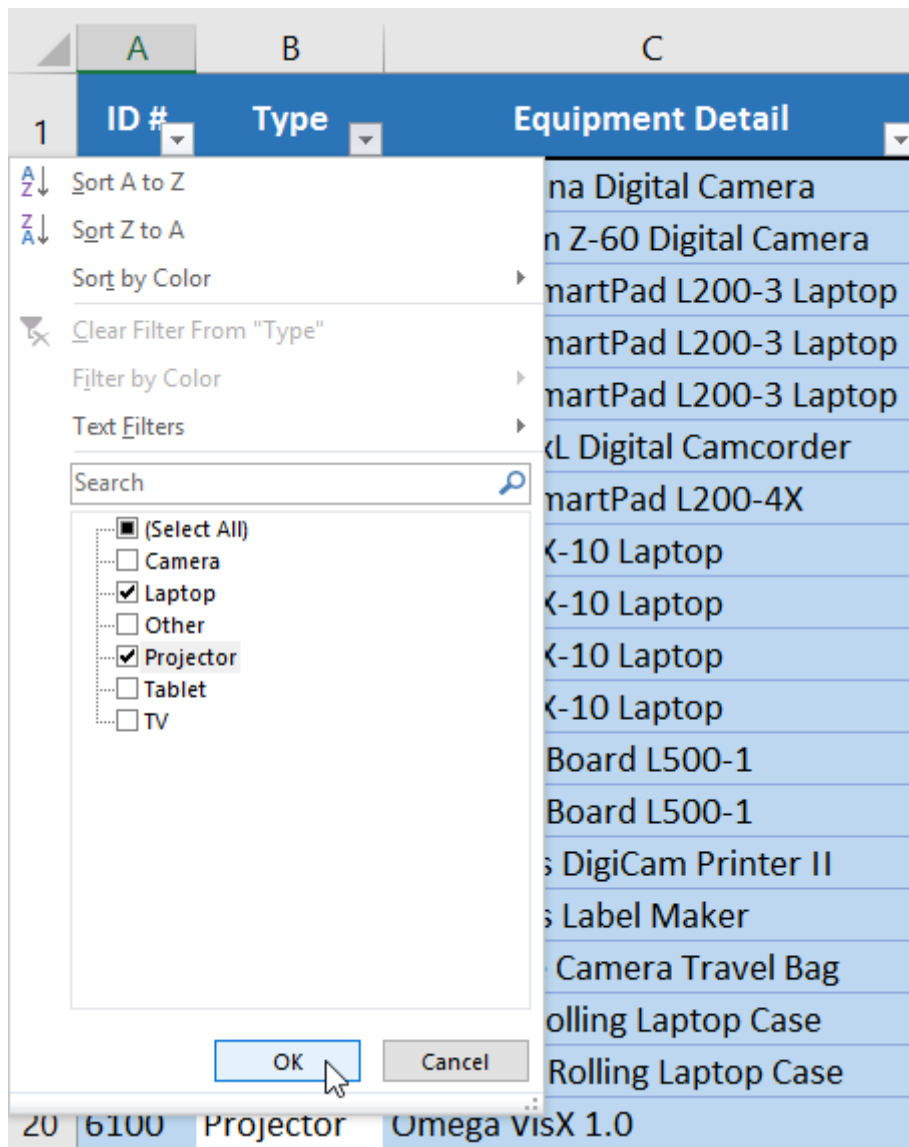 A B C
1 ID # Type Equipment Detail
Sort A to Z
Sort Z to A
Sort by Color
Clear Filter From "Type"
Filter by Color
Text Filters
Search
(Select All)
Camera
Laptop
Other
Projector
Tablet
TV
OK Cancel
na Digital Camera
n Z-60 Digital Camera
martPad L200-3 Laptop
martPad L200-3 Laptop
martPad L200-3 Laptop
xL Digital Camcorder
martPad L200-4X
X-10 Laptop
X-10 Laptop
X-10 Laptop
X-10 Laptop
Board L500-1
Board L500-1
s DigiCam Printer II
s Label Maker
Camera Travel Bag
olling Laptop Case
Rolling Laptop Case
20 6100 Projector Omega VisX 1.0